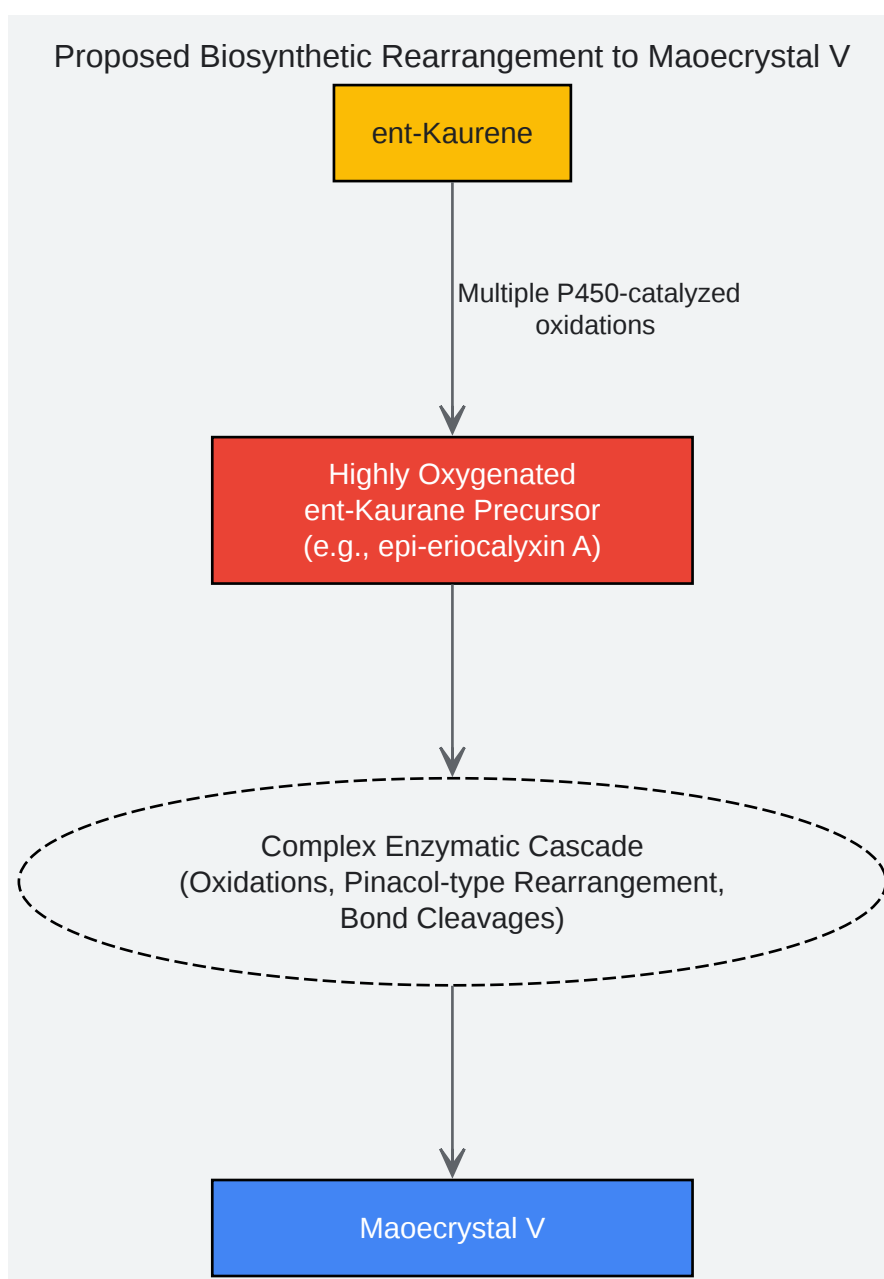 Proposed Biosynthetic Rearrangement to Maoecrystal V
ent-Kaurene
Multiple P450-catalyzed
oxidations
Highly Oxygenated
ent-Kaurane Precursor
(e.g., epi-eriocalyxin A)
Complex Enzymatic Cascade
(Oxidations, Pinacol-type Rearrangement,
Bond Cleavages)
Maoecrystal V